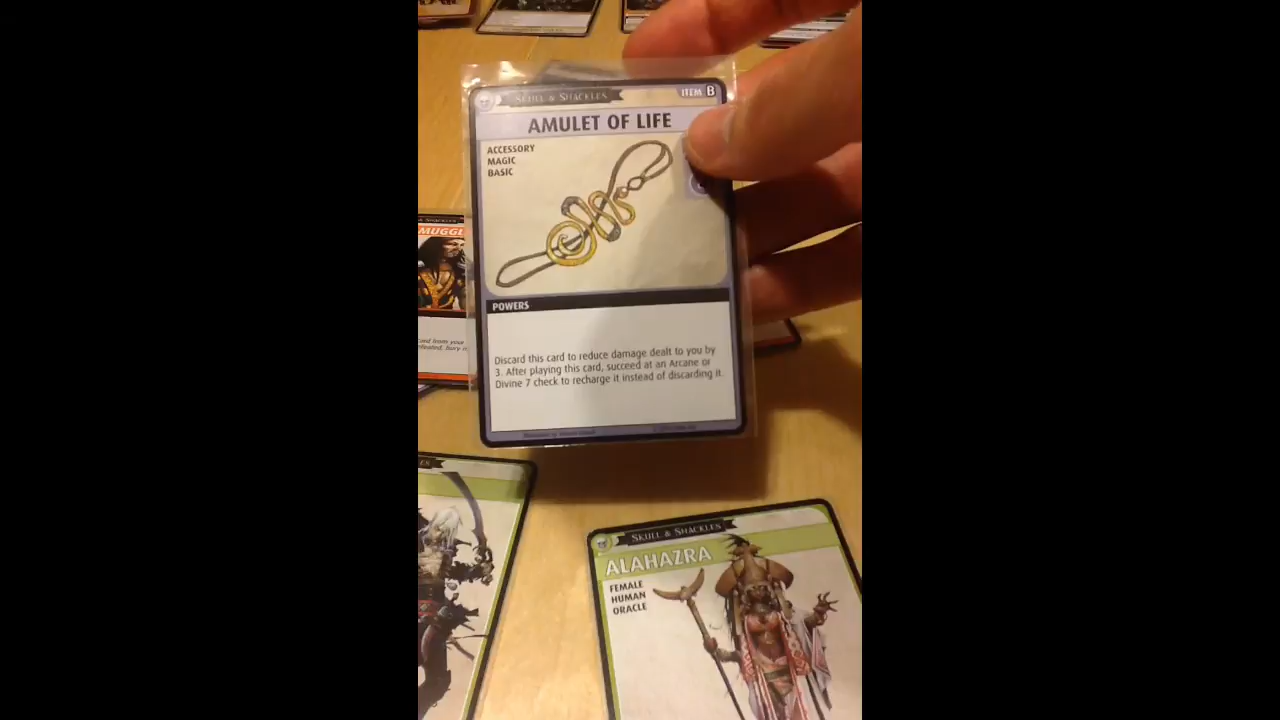 SKULL & SHACKLES
ITEM B
AMULET OF LIFE
ACCESSORY
MAGIC
BASIC
POWERS
Discard this card to reduce damage dealt to you by
3. After playing this card, succeed at an Arcane or
Divine 7 check to recharge it instead of discarding it.
MUGGL
SKULL & SHACKLES
ALAHAZRA
FEMALE
HUMAN
ORACLE